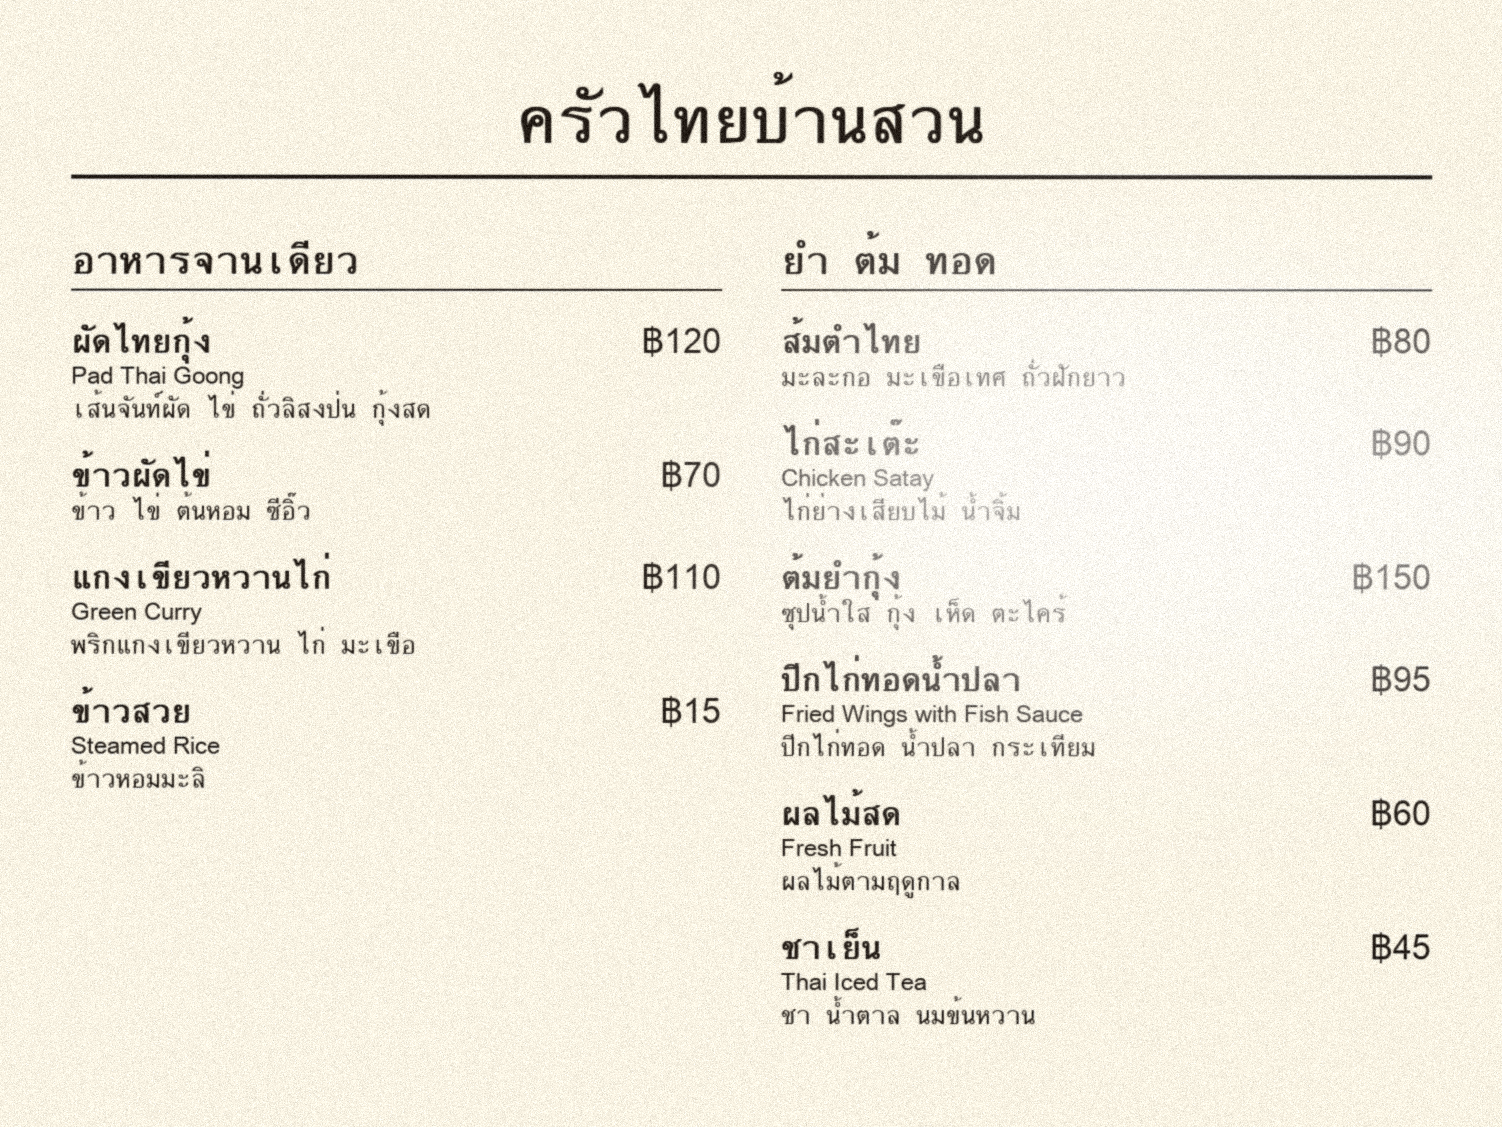 ครัวไทยบ้านสวน
อาหารจานเดียว
ผัดไทยกุ้ง ฿120
Pad Thai Goong
เส้นจันท์ผัด ไข่ ถั่วลิสงป่น กุ้งสด
ข้าวผัดไข่ ฿70
ข้าว ไข่ ต้นหอม ซีอิ๊ว
แกงเขียวหวานไก่ ฿110
Green Curry
พริกแกงเขียวหวาน ไก่ มะเขือ
ข้าวสวย ฿15
Steamed Rice
ข้าวหอมมะลิ
ยำ ต้ม ทอด
ส้มตำไทย ฿80
มะละกอ มะเขือเทศ ถั่วฝักยาว
ไก่สะเต๊ะ ฿90
Chicken Satay
ไก่ย่างเสียบไม้ น้ำจิ้ม
ต้มยำกุ้ง ฿150
ซุปน้ำใส กุ้ง เห็ด ตะไคร้
ปีกไก่ทอดน้ำปลา ฿95
Fried Wings with Fish Sauce
ปีกไก่ทอด น้ำปลา กระเทียม
ผลไม้สด ฿60
Fresh Fruit
ผลไม้ตามฤดูกาล
ชาเย็น ฿45
Thai Iced Tea
ชา น้ำตาล นมข้นหวาน